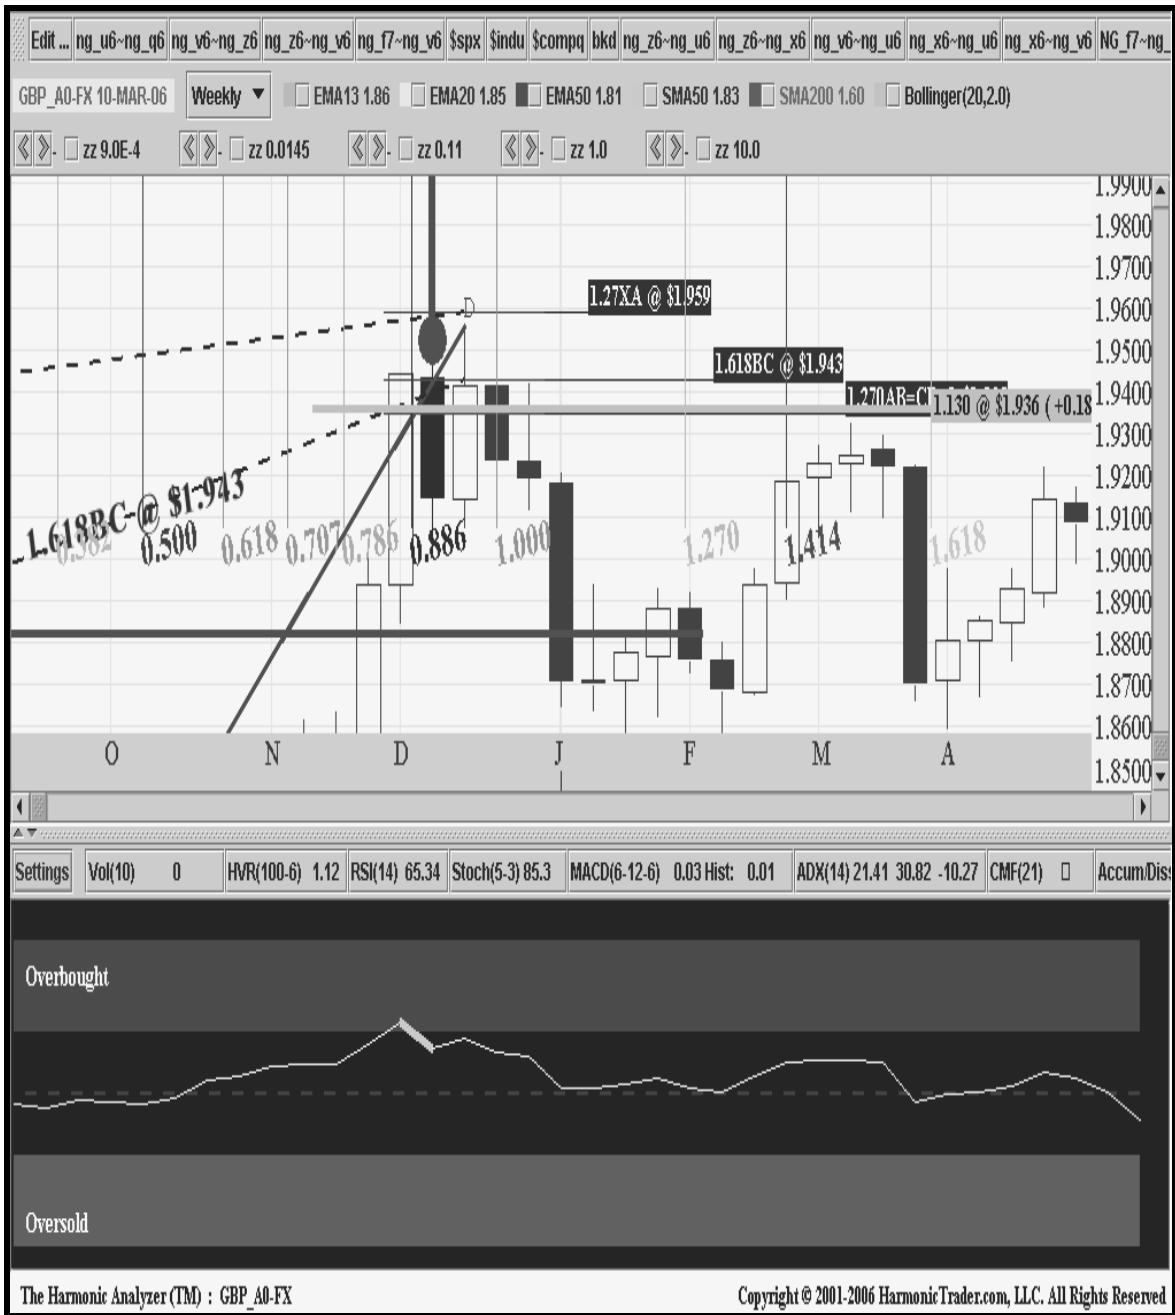 Edit ... ng_u6~ng_q6 ng_v6~ng_z6 ng_z6~ng_v6 ng_f7~ng_v6 $spx $indu $compq bkd ng_z6~ng_u6 ng_z6~ng_x6 ng_v6~ng_u6 ng_x6~ng_u6 ng_x6~ng_v6 NG_f7~ng_
GBP_A0-FX 10-MAR-06 Weekly EMA13 1.86 EMA20 1.85 EMA50 1.81 SMA50 1.83 SMA200 1.60 Bollinger(20,2.0)
zz 9.0E-4 zz 0.0145 zz 0.11 zz 1.0 zz 10.0
1.9900
1.9800
1.9700
1.27XA @ $1.959
D
1.9600
1.9500
1.618BC @ $1.943
1.9400
1.270AB=C
1.130 @ $1.936 ( +0.18
1.9300
1.9200
1.618BC @ $1.943
1.9100
0.382 0.500 0.618 0.707 0.786 0.886 1.000 1.270 1.414 1.618
1.9000
1.8900
1.8800
1.8700
1.8600
O N D J F M A
1.8500
Settings Vol(10) 0 HVR(100-6) 1.12 RSI(14) 65.34 Stoch(5-3) 85.3 MACD(6-12-6) 0.03 Hist: 0.01 ADX(14) 21.41 30.82 -10.27 CMF(21) Accum/Dis
Overbought
Oversold
The Harmonic Analyzer (TM) : GBP_A0-FX
Copyright © 2001-2006 HarmonicTrader.com, LLC. All Rights Reserved